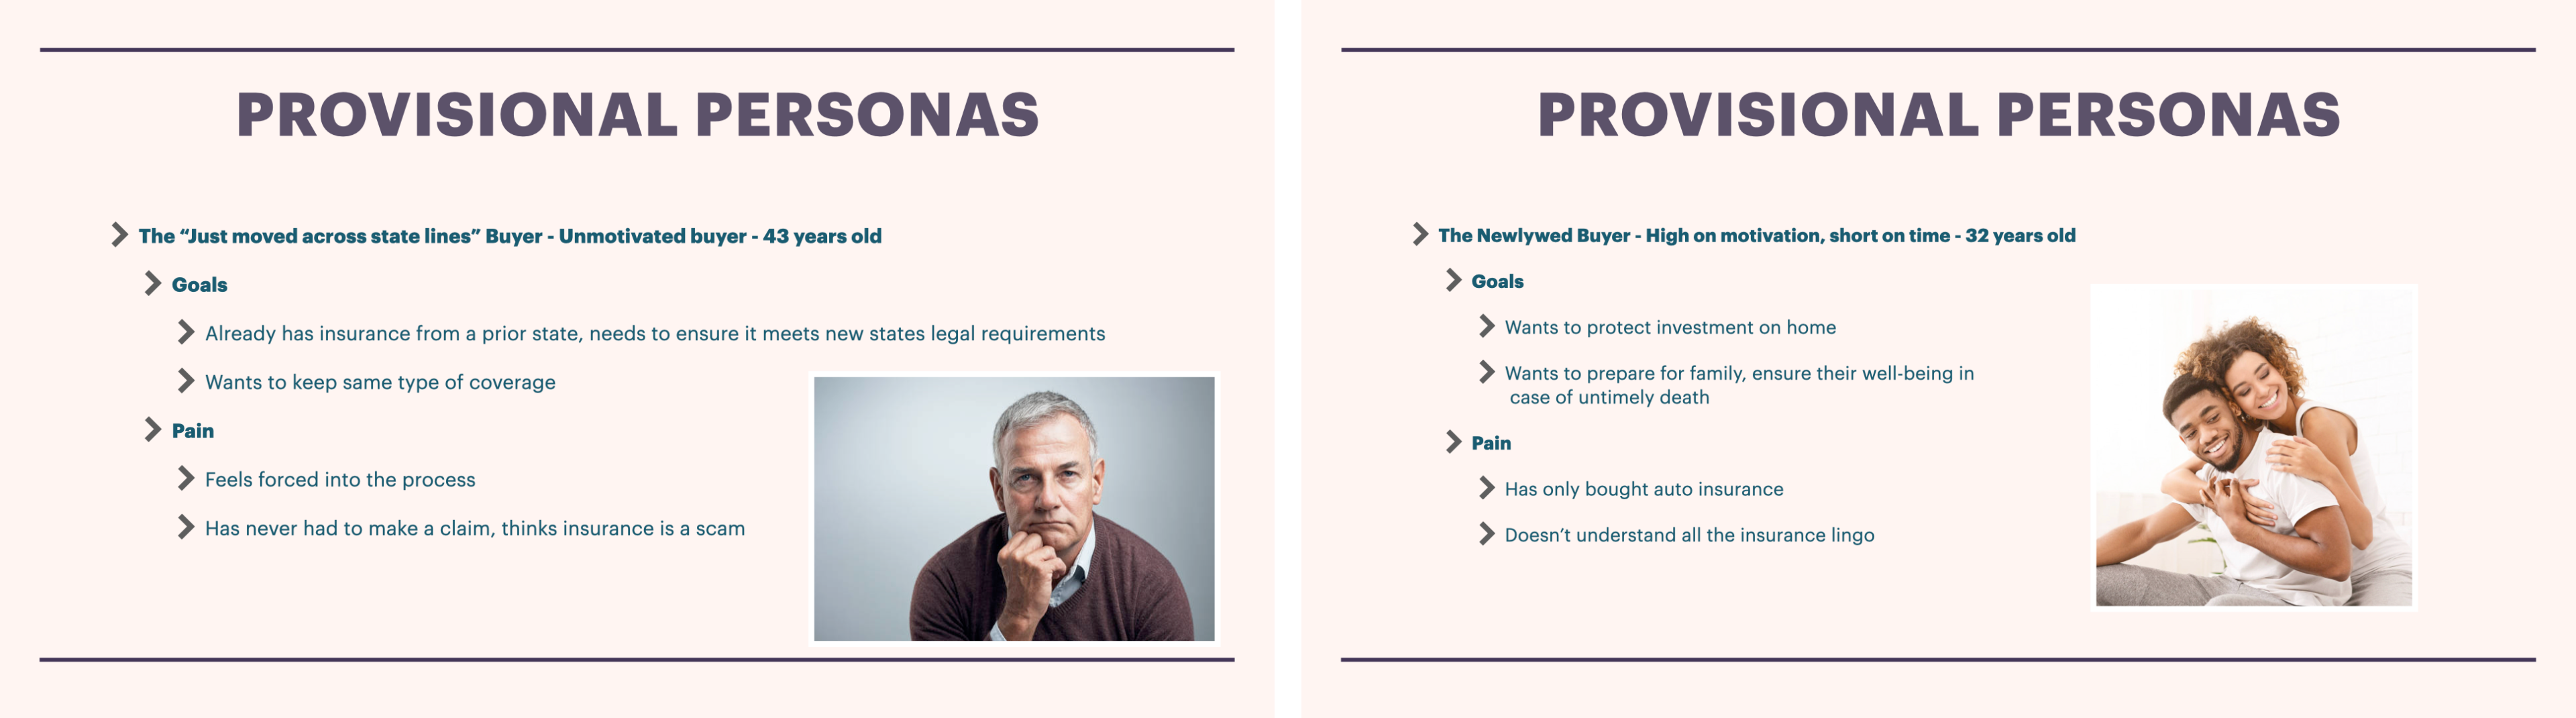 PROVISIONAL PERSONAS
The “Just moved across state lines” Buyer - Unmotivated buyer - 43 years old
Goals
Already has insurance from a prior state, needs to ensure it meets new states legal requirements
Wants to keep same type of coverage
Pain
Feels forced into the process
Has never had to make a claim, thinks insurance is a scam
PROVISIONAL PERSONAS
The Newlywed Buyer - High on motivation, short on time - 32 years old
Goals
Wants to protect investment on home
Wants to prepare for family, ensure their well-being in
case of untimely death
Pain
Has only bought auto insurance
Doesn’t understand all the insurance lingo